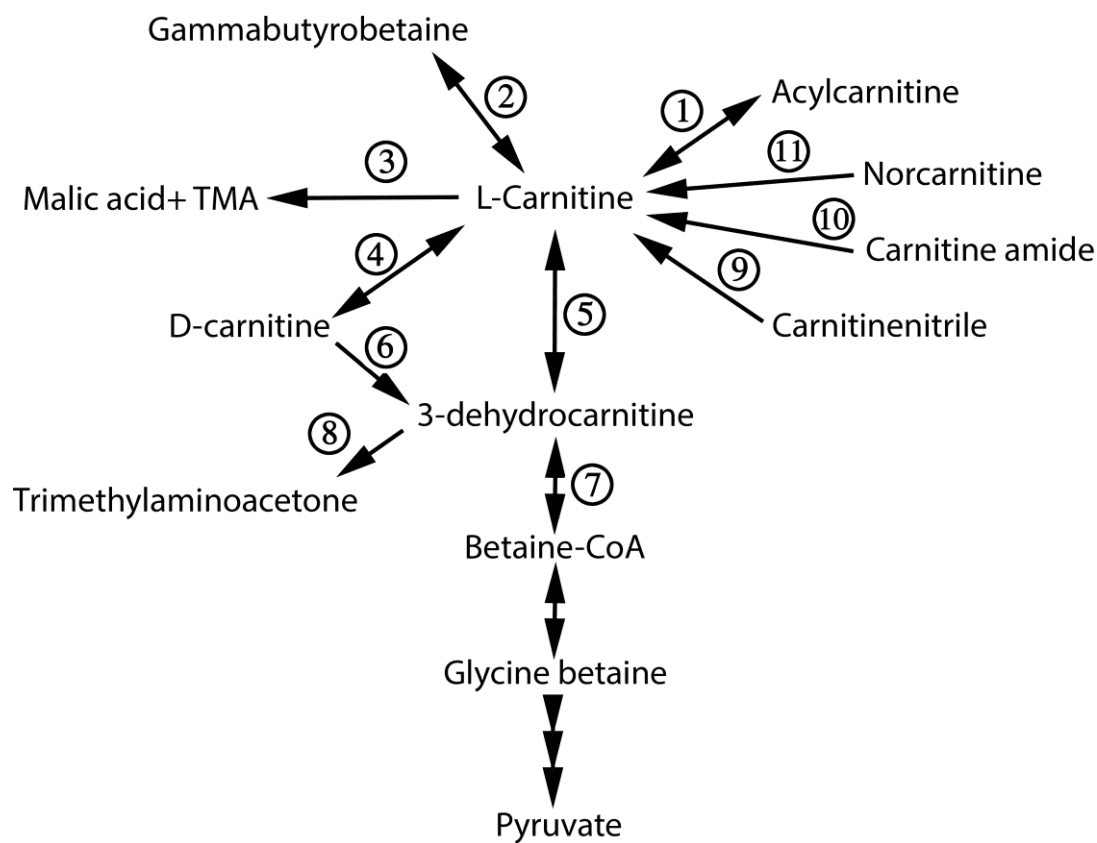 Gammabutyrobetaine
②
①
Acylcarnitine
③
⑪
Norcarnitine
Malic acid+ TMA
L-Carnitine
⑩
Carnitine amide
④
⑨
D-carnitine
⑤
Carnitinenitrile
⑥
3-dehydrocarnitine
⑧
⑦
Trimethylaminoacetone
Betaine-CoA
Glycine betaine
Pyruvate